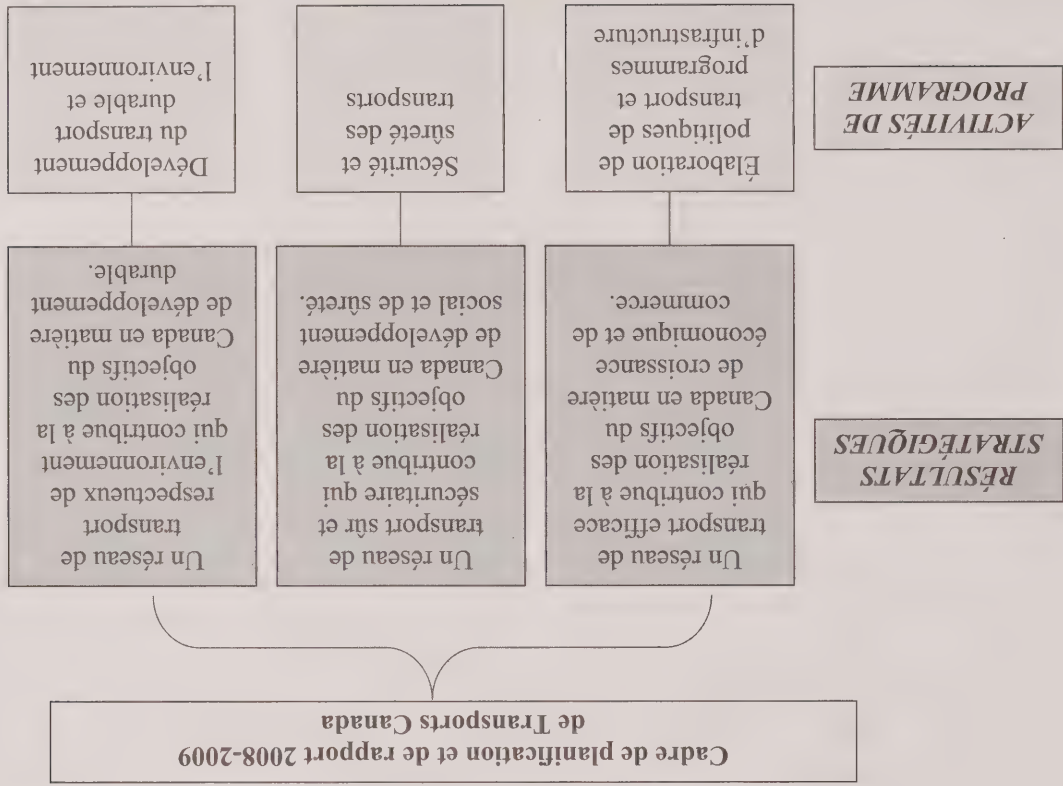 Cadre de planification et de rapport 2008-2009
de Transports Canada
RÉSULTATS
STRATÉGIQUES
Un réseau de
transport efficace
qui contribue à la
réalisation des
objectifs du
Canada en matière
de croissance
économique et de
commerce.
Un réseau de
transport sûr et
sécuritaire qui
contribue à la
réalisation des
objectifs du
Canada en matière
de développement
social et de sûreté.
Un réseau de
transport
respectueux de
l'environnement
qui contribue à la
réalisation des
objectifs du
Canada en matière
de développement
durable.
ACTIVITÉS DE
PROGRAMME
Élaboration de
politiques de
transport et
programmes
d'infrastructure
Sécurité et
sûreté des
transports
Développement
du transport
durable et
l'environnement